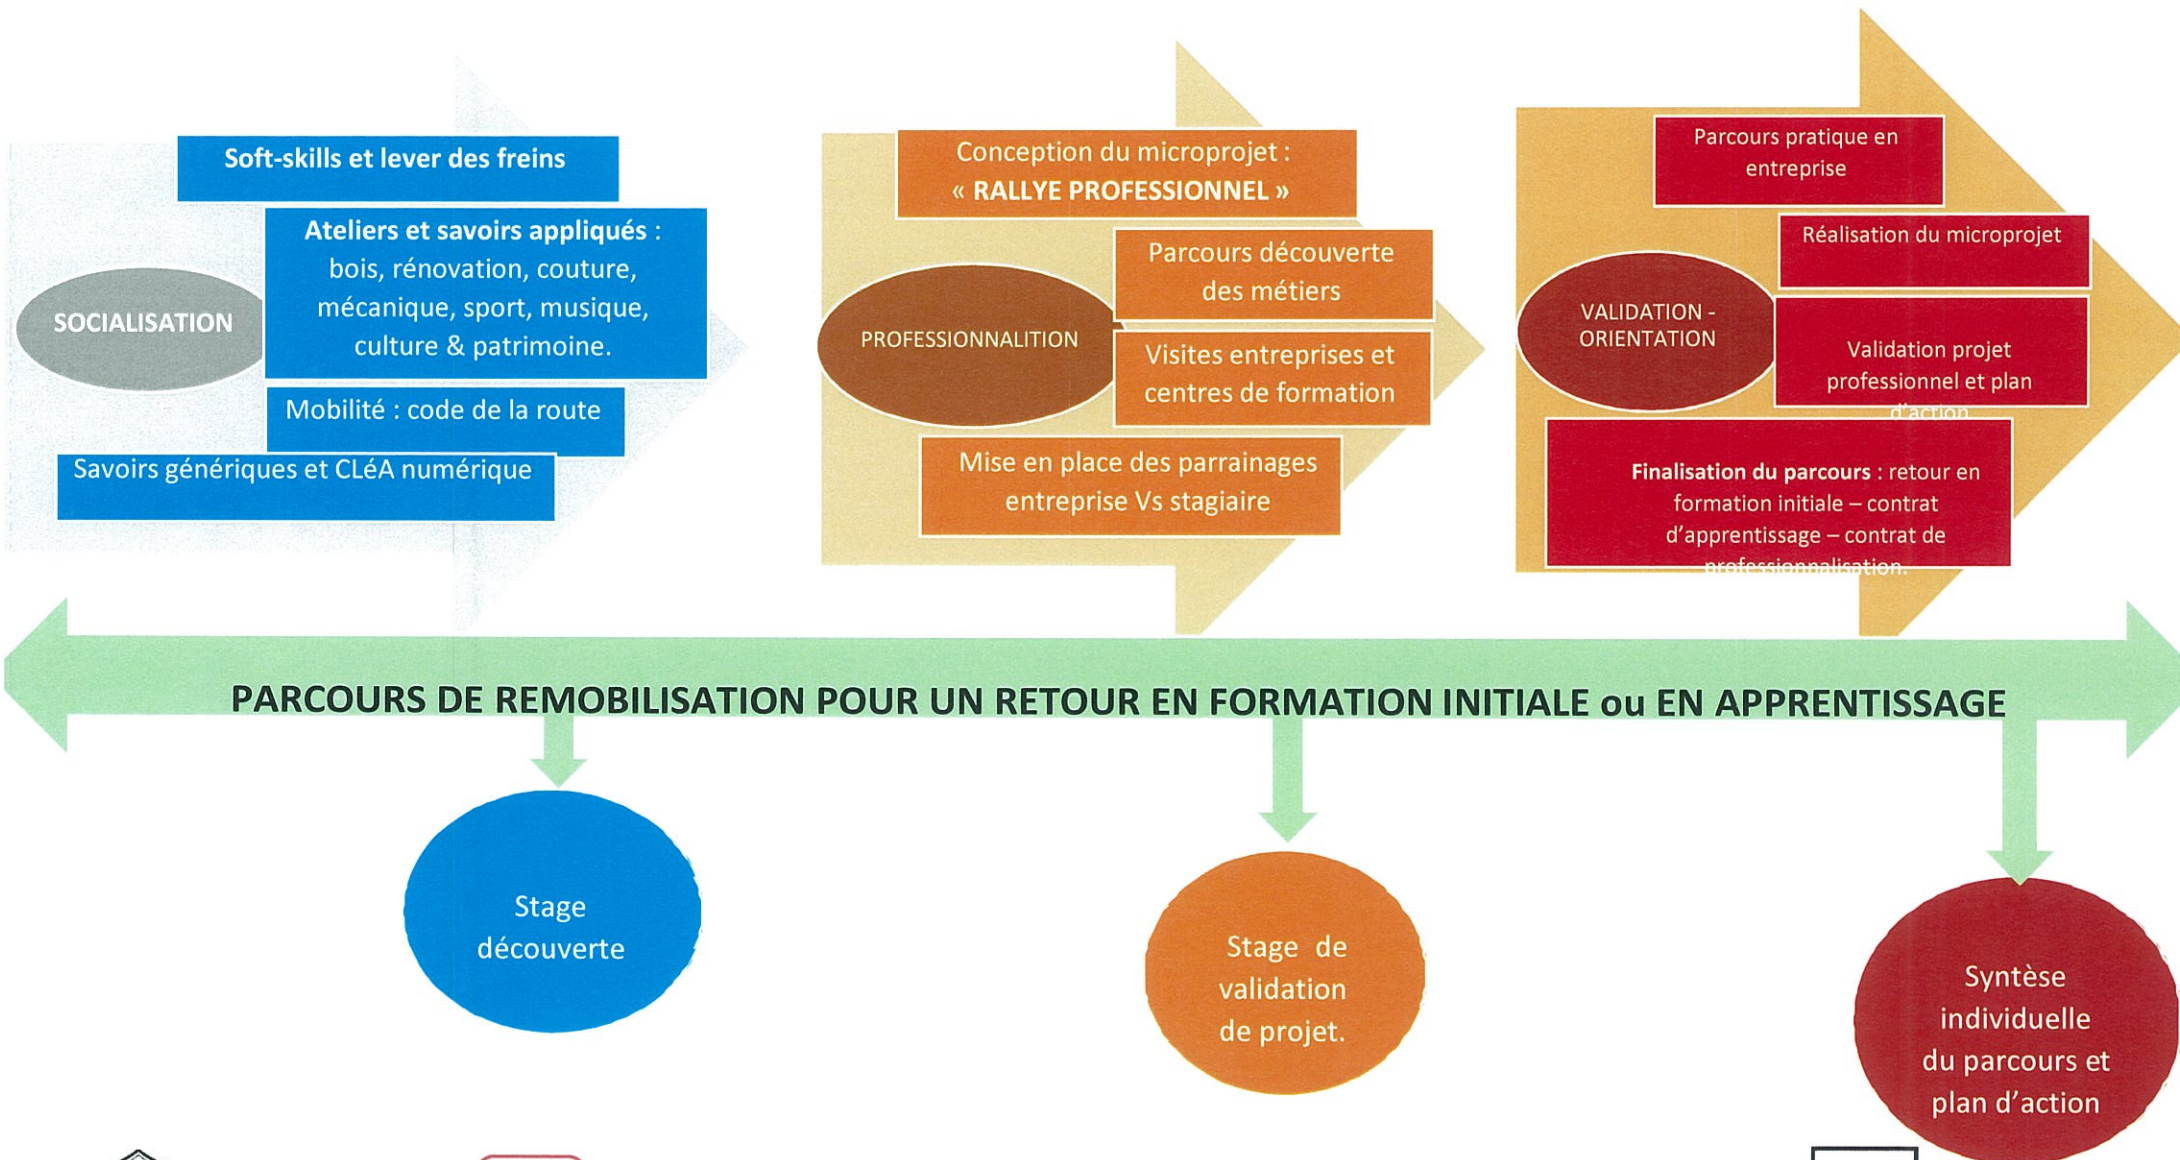 Soft-skills et lever des freins
Ateliers et savoirs appliqués :
bois, rénovation, couture,
mécanique, sport, musique,
culture & patrimoine.
SOCIALISATION
Mobilité : code de la route
Savoirs génériques et CLéA numérique
Conception du microprojet :
« RALLYE PROFESSIONNEL »
Parcours découverte
des métiers
PROFESSIONNALITION
Visites entreprises et
centres de formation
Mise en place des parrainages
entreprise Vs stagiaire
Parcours pratique en
entreprise
Réalisation du microprojet
VALIDATION -
ORIENTATION
Validation projet
professionnel et plan
d'action
Finalisation du parcours : retour en
formation initiale – contrat
d'apprentissage – contrat de
professionnalisation.
PARCOURS DE REMOBILISATION POUR UN RETOUR EN FORMATION INITIALE ou EN APPRENTISSAGE
Stage
découverte
Stage de
validation
de projet.
Syntèse
individuelle
du parcours et
plan d'action